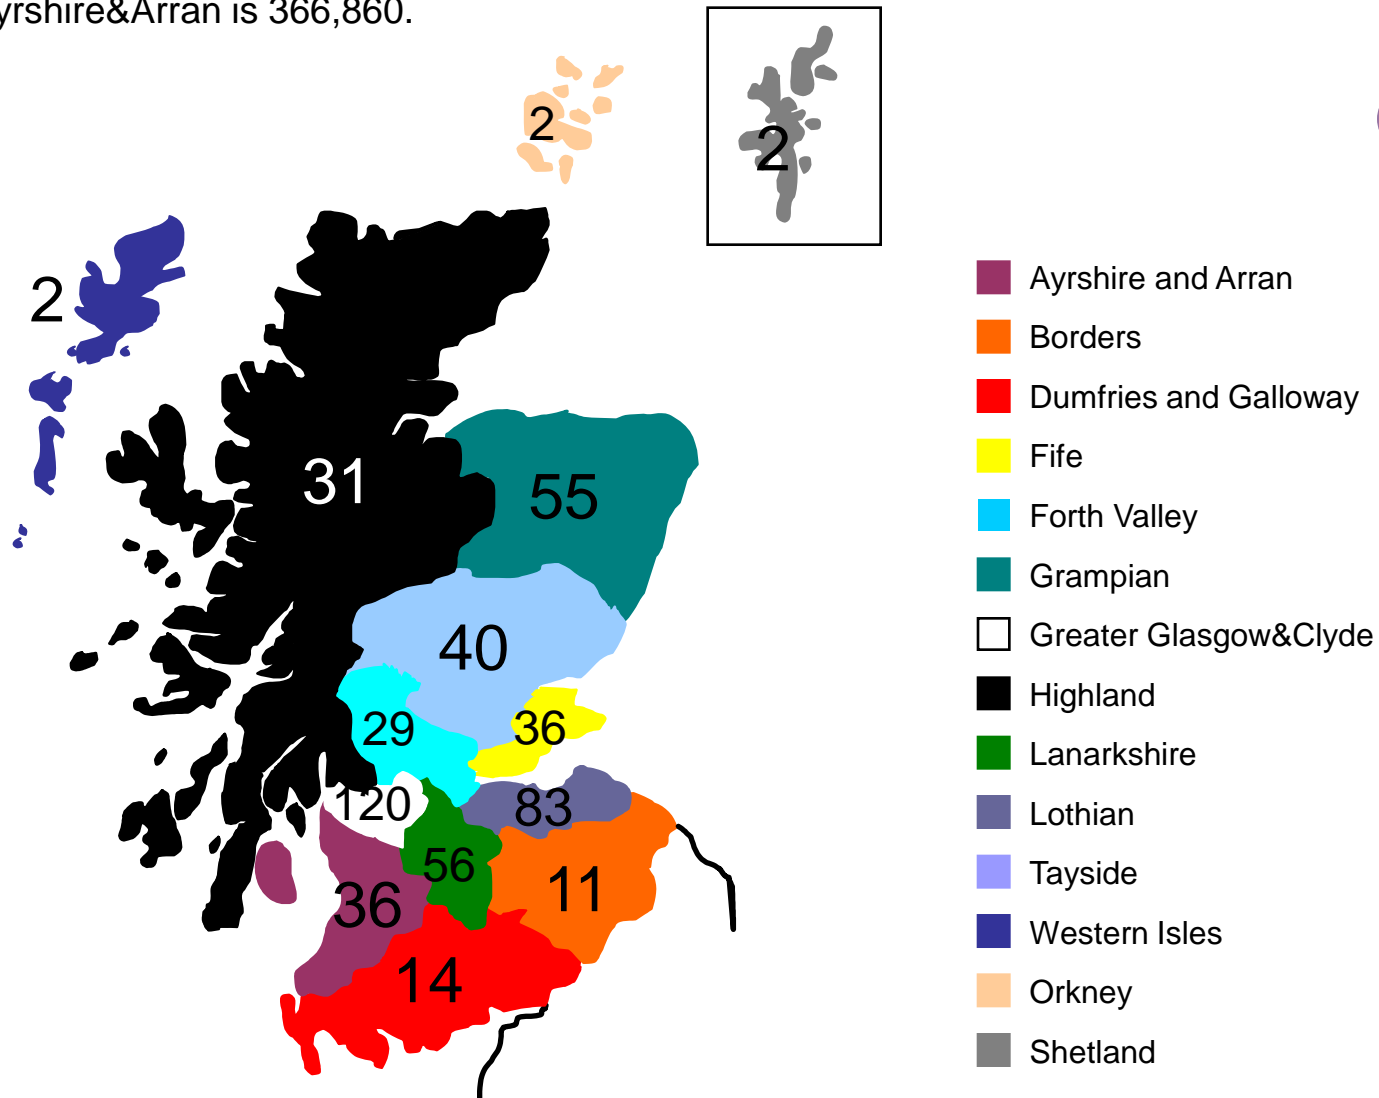 yrshire&Arran is 366,860.
2
2
2
31
55
40
29
36
120
83
56
11
36
14
Ayrshire and Arran
Borders
Dumfries and Galloway
Fife
Forth Valley
Grampian
Greater Glasgow&Clyde
Highland
Lanarkshire
Lothian
Tayside
Western Isles
Orkney
Shetland